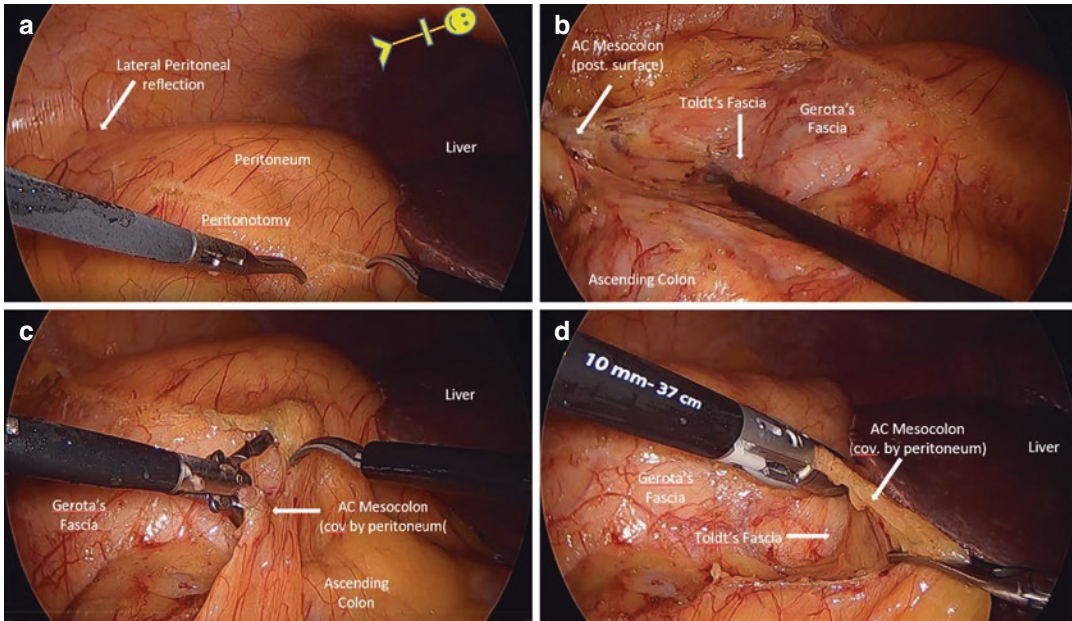 a
Lateral Peritoneal
reflection
Peritoneum
Liver
Peritonotomy
b
AC Mesocolon
(post. surface)
Toldt's Fascia
Gerota's
Fascia
Ascending Colon
c
Liver
Gerota's
Fascia
AC Mesocolon
(cov by peritoneum(
Ascending
Colon
d
10 mm- 37 cm
AC Mesocolon
(cov. by peritoneum)
Liver
Gerota's
Fascia
Toldt's Fascia